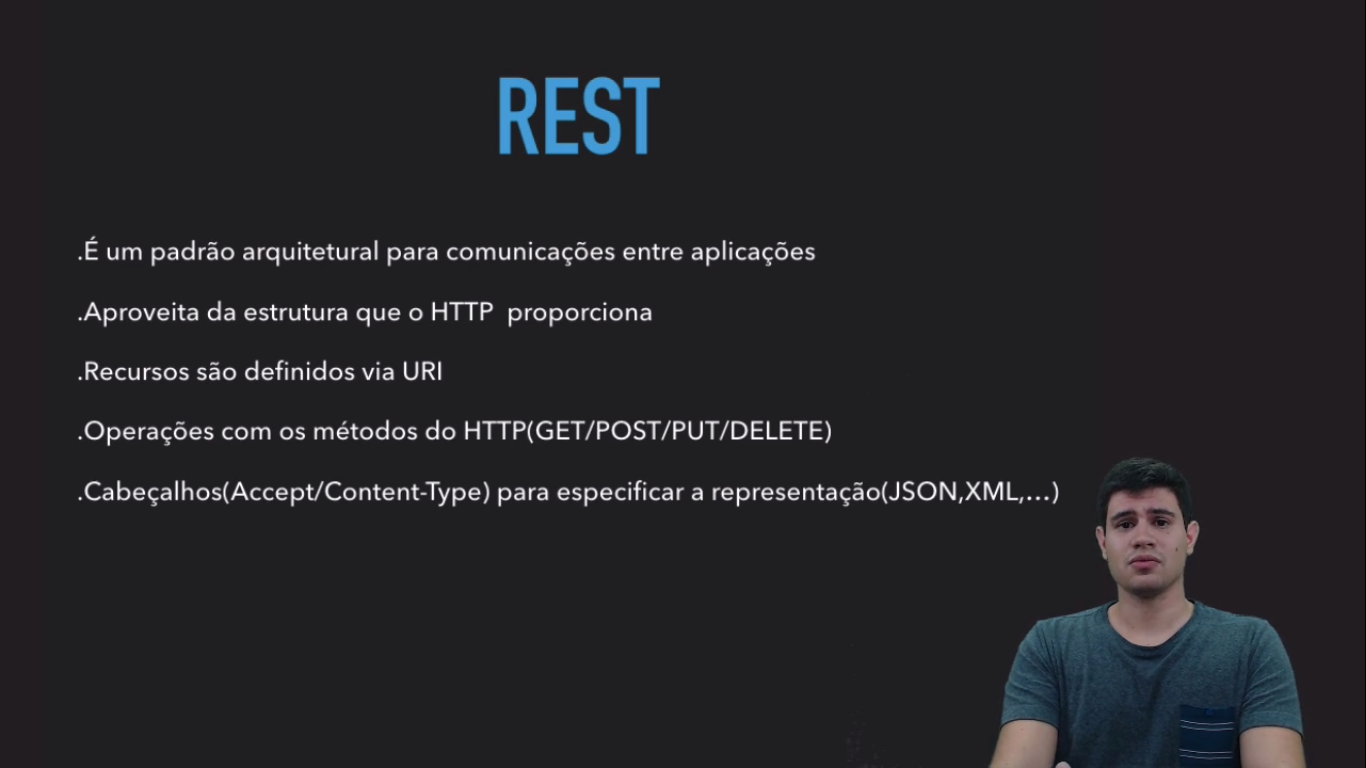 REST
.É um padrão arquitetural para comunicações entre aplicações
.Aproveita da estrutura que o HTTP  proporciona
.Recursos são definidos via URI
.Operações com os métodos do HTTP(GET/POST/PUT/DELETE)
.Cabeçalhos(Accept/Content-Type) para especificar a representação(JSON,XML,...)